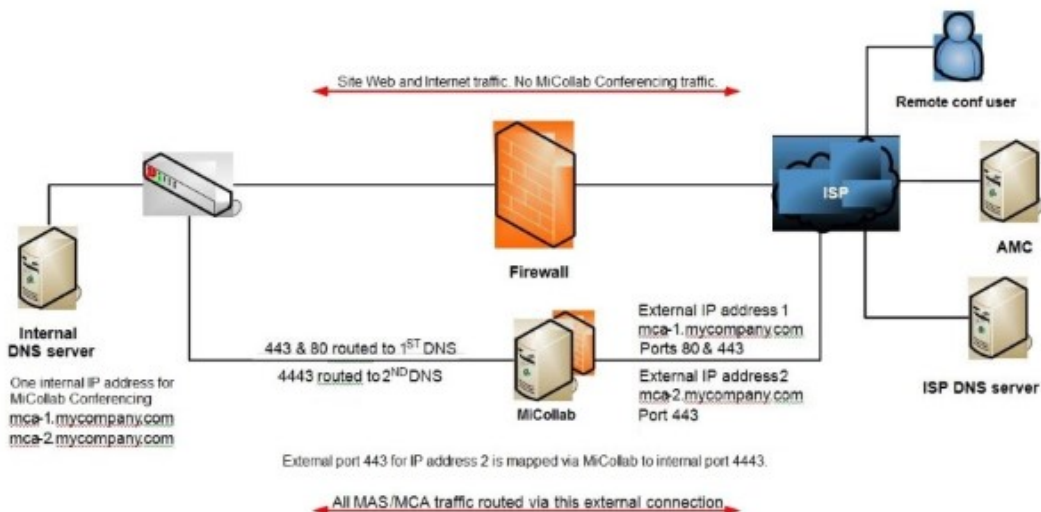 Site Web and Internet traffic. No MiCollab Conferencing traffic.
Remote conf user
ISP
AMC
Firewall
Internal
DNS server
One internal IP address for
MiCollab Conferencing
mca-1.mycompany.com
mca-2.mycompany.com
443 & 80 routed to 1ST DNS
4443 routed to 2ND DNS
MiCollab
External IP address 1
mca-1.mycompany.com
Ports 80 & 443
External IP address2
mca-2.mycompany.com
Port 443
ISP DNS server
External port 443 for IP address 2 is mapped via MiCollab to internal port 4443.
All MAS/MCA traffic routed via this external connection